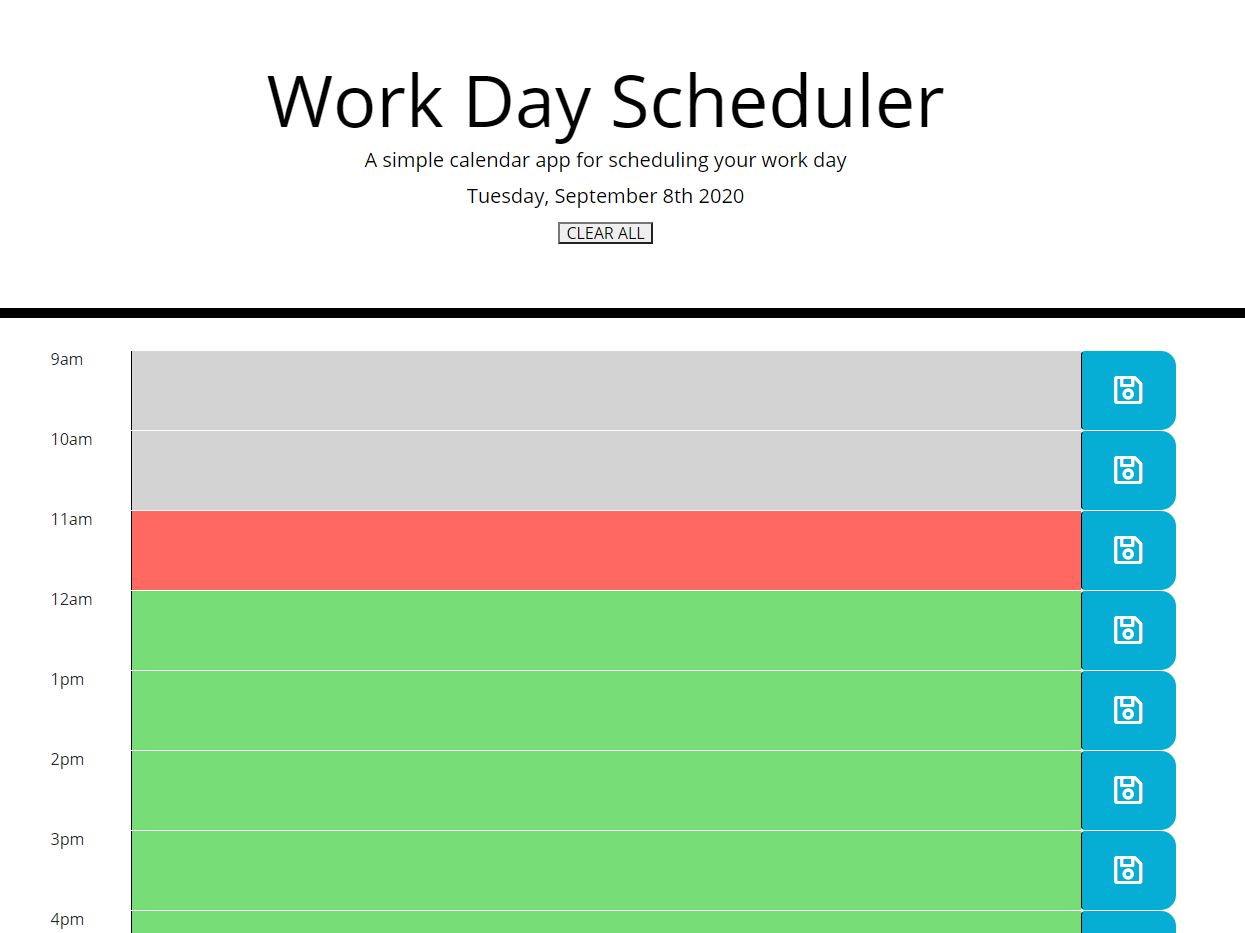 Work Day Scheduler
A simple calendar app for scheduling your work day
Tuesday, September 8th 2020
CLEAR ALL
9am
10am
11am
12am
1pm
2pm
3pm
4pm